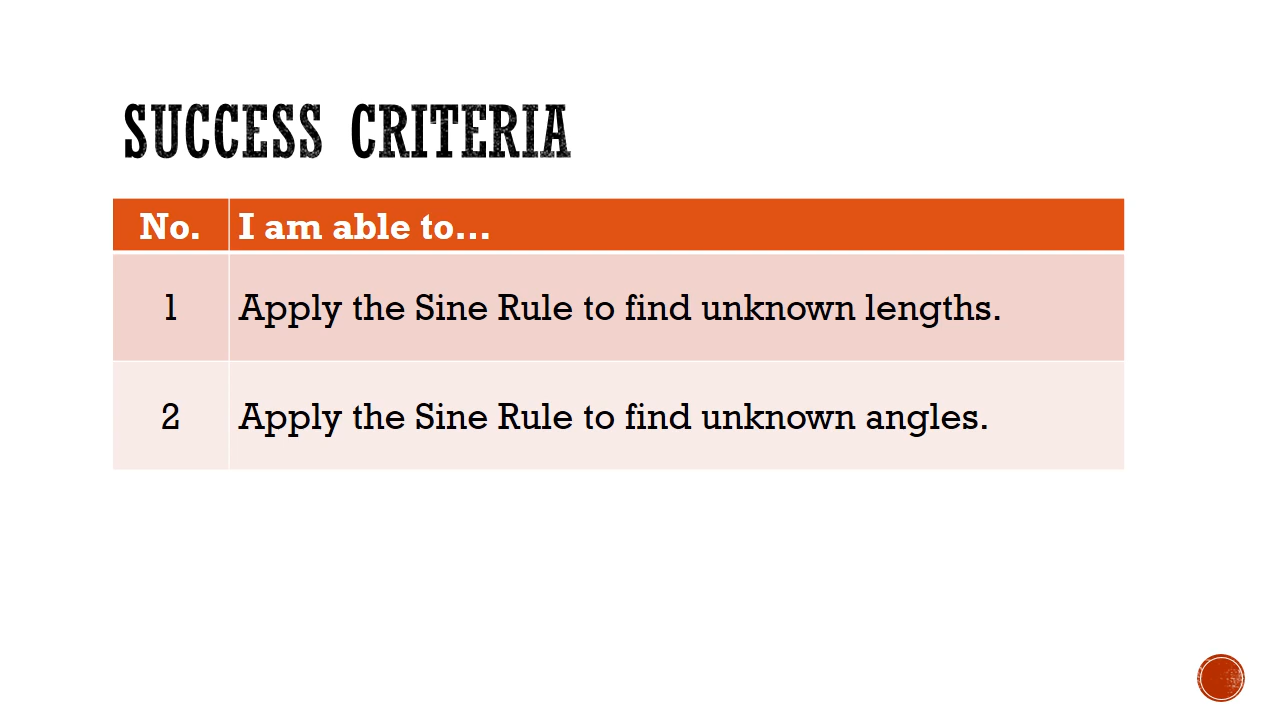 SUCCESS CRITERIA
No. I am able to...
1 Apply the Sine Rule to find unknown lengths.
2 Apply the Sine Rule to find unknown angles.